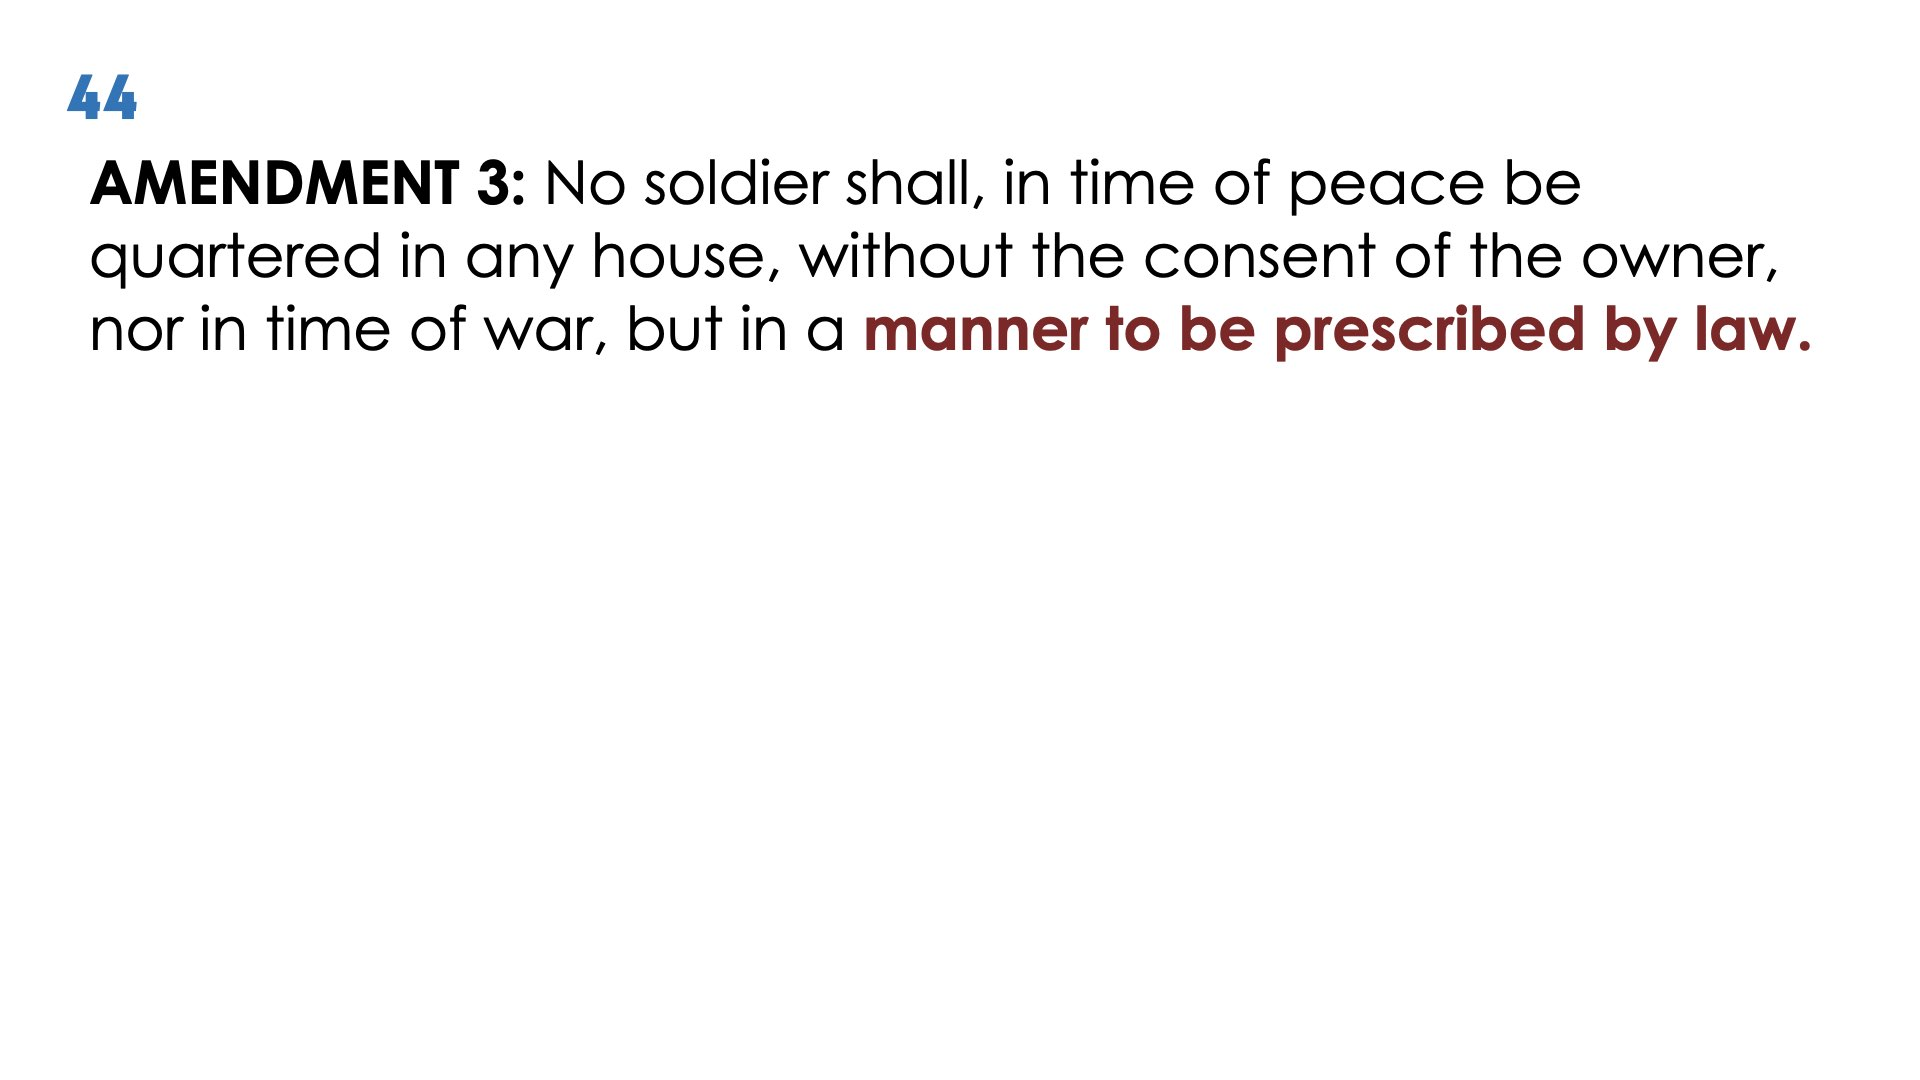 44
AMENDMENT 3: No soldier shall, in time of peace be
quartered in any house, without the consent of the owner,
nor in time of war, but in a manner to be prescribed by law.